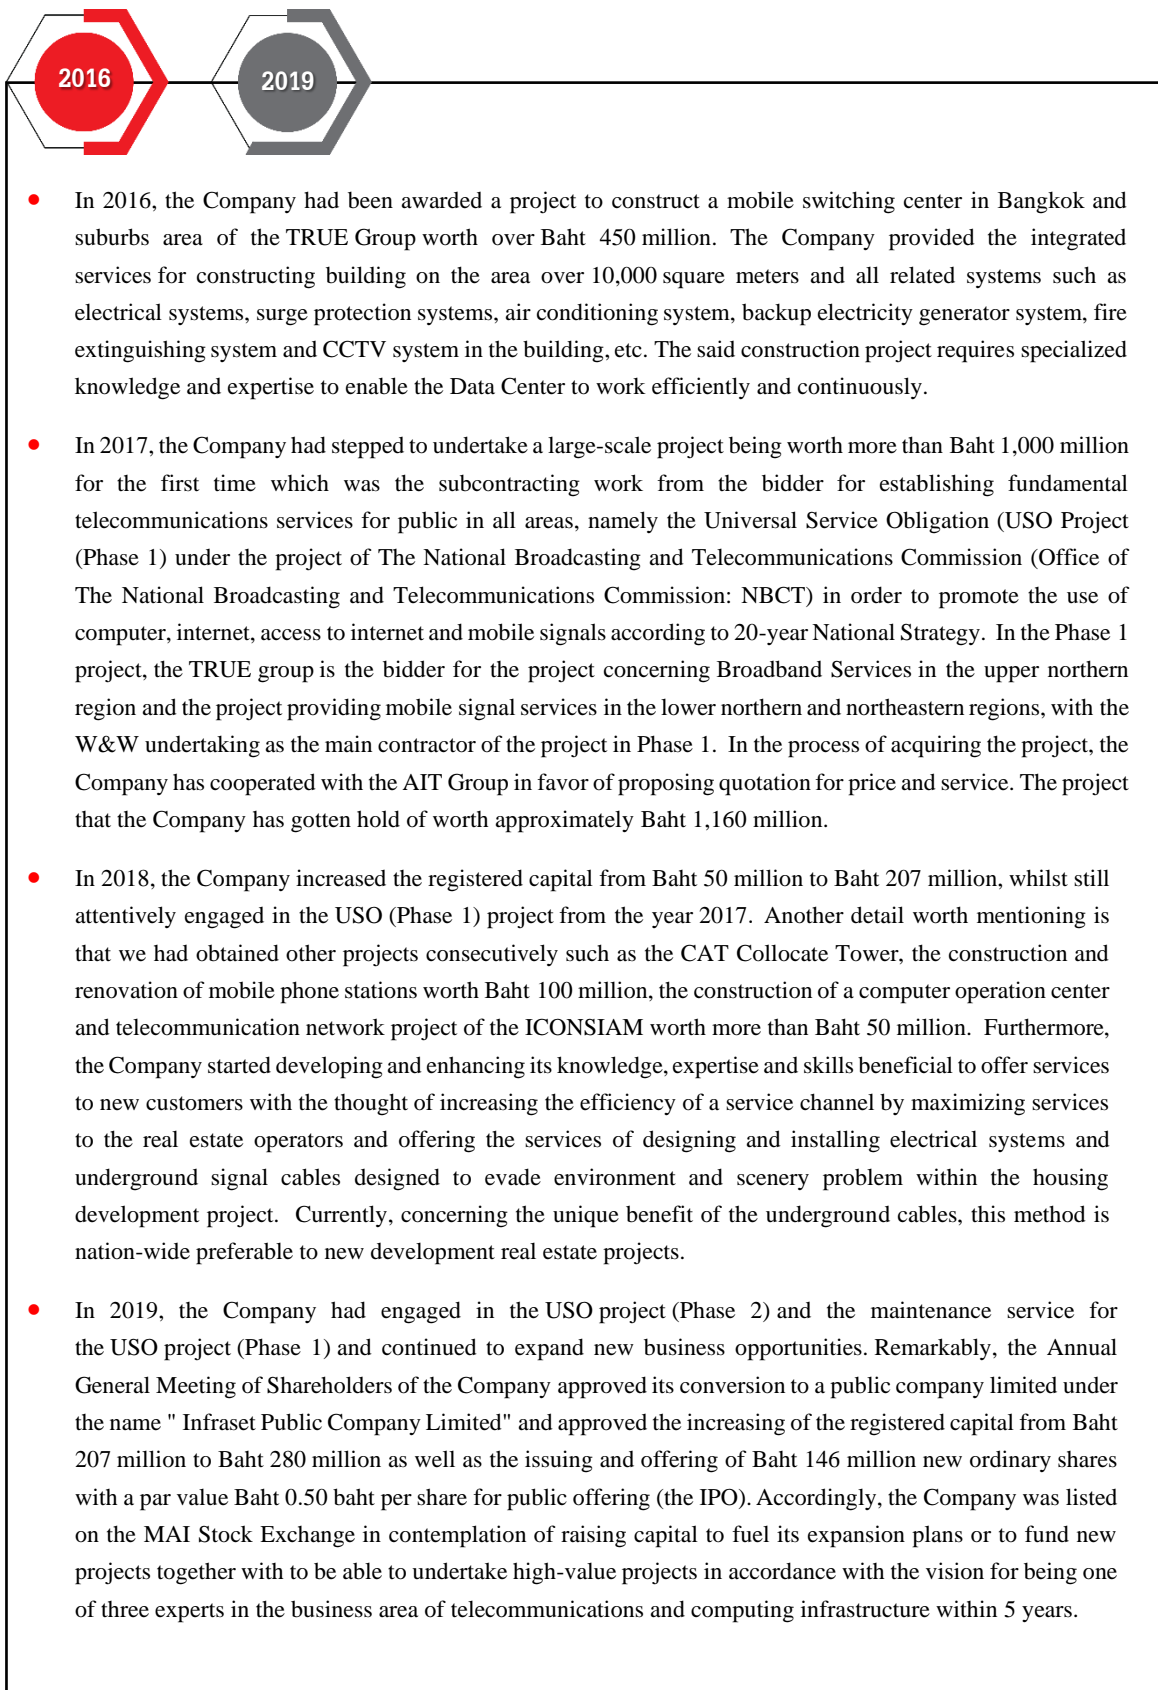 2016
2019
• In 2016, the Company had been awarded a project to construct a mobile switching center in Bangkok and
suburbs area of the TRUE Group worth over Baht 450 million. The Company provided the integrated
services for constructing building on the area over 10,000 square meters and all related systems such as
electrical systems, surge protection systems, air conditioning system, backup electricity generator system, fire
extinguishing system and CCTV system in the building, etc. The said construction project requires specialized
knowledge and expertise to enable the Data Center to work efficiently and continuously.
• In 2017, the Company had stepped to undertake a large-scale project being worth more than Baht 1,000 million
for the first time which was the subcontracting work from the bidder for establishing fundamental
telecommunications services for public in all areas, namely the Universal Service Obligation (USO Project
(Phase 1) under the project of The National Broadcasting and Telecommunications Commission (Office of
The National Broadcasting and Telecommunications Commission: NBCT) in order to promote the use of
computer, internet, access to internet and mobile signals according to 20-year National Strategy. In the Phase 1
project, the TRUE group is the bidder for the project concerning Broadband Services in the upper northern
region and the project providing mobile signal services in the lower northern and northeastern regions, with the
W&W undertaking as the main contractor of the project in Phase 1. In the process of acquiring the project, the
Company has cooperated with the AIT Group in favor of proposing quotation for price and service. The project
that the Company has gotten hold of worth approximately Baht 1,160 million.
• In 2018, the Company increased the registered capital from Baht 50 million to Baht 207 million, whilst still
attentively engaged in the USO (Phase 1) project from the year 2017. Another detail worth mentioning is
that we had obtained other projects consecutively such as the CAT Collocate Tower, the construction and
renovation of mobile phone stations worth Baht 100 million, the construction of a computer operation center
and telecommunication network project of the ICONSIAM worth more than Baht 50 million. Furthermore,
the Company started developing and enhancing its knowledge, expertise and skills beneficial to offer services
to new customers with the thought of increasing the efficiency of a service channel by maximizing services
to the real estate operators and offering the services of designing and installing electrical systems and
underground signal cables designed to evade environment and scenery problem within the housing
development project. Currently, concerning the unique benefit of the underground cables, this method is
nation-wide preferable to new development real estate projects.
• In 2019, the Company had engaged in the USO project (Phase 2) and the maintenance service for
the USO project (Phase 1) and continued to expand new business opportunities. Remarkably, the Annual
General Meeting of Shareholders of the Company approved its conversion to a public company limited under
the name " Infraset Public Company Limited" and approved the increasing of the registered capital from Baht
207 million to Baht 280 million as well as the issuing and offering of Baht 146 million new ordinary shares
with a par value Baht 0.50 baht per share for public offering (the IPO). Accordingly, the Company was listed
on the MAI Stock Exchange in contemplation of raising capital to fuel its expansion plans or to fund new
projects together with to be able to undertake high-value projects in accordance with the vision for being one
of three experts in the business area of telecommunications and computing infrastructure within 5 years.